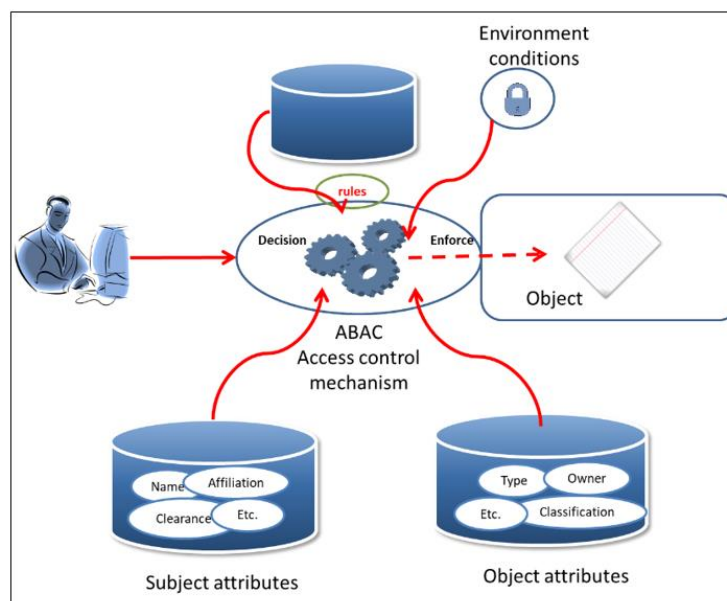 Environment
conditions
rules
Decision
Enforce
Object
ABAC
Access control
mechanism
Name
Affiliation
Clearance
Etc.
Subject attributes
Type
Owner
Etc.
Classification
Object attributes